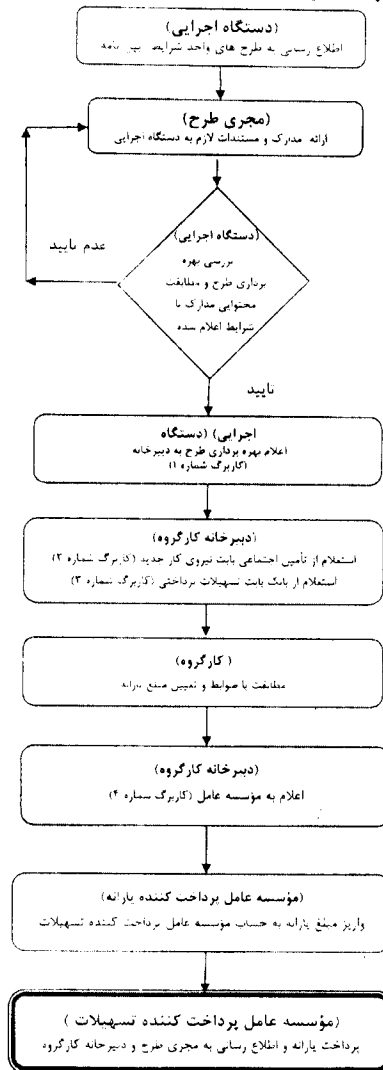 (دستگاه اجرایی)
اطلاع رسانی به طرح های واجد شرایط آیین نامه
(مجری طرح)
ارائه مدارک و مستندات لازم به دستگاه اجرایی
(دستگاه اجرایی)
بررسی بهره
برداری طرح و مطابقت
محتوایی مدارک با
شرایط اعلام شده
عدم تایید
تایید
اجرایی) (دستگاه
اعلام بهره برداری طرح به دبیرخانه
(کاربرگ شماره ۱)
(دبیرخانه کارگروه)
استعلام از تأمین اجتماعی بابت نیروی کار جدید (کاربرگ شماره ۲)
استعلام از بانک بابت تسهیلات پرداختی (کاربرگ شماره ۳)
( کارگروه)
مطابقت با ضوابط و تعیین مبلغ یارانه
(دبیرخانه کارگروه)
اعلام به مؤسسه عامل (کاربرگ شماره ۴)
(مؤسسه عامل پرداخت کننده یارانه)
واریز مبلغ یارانه به حساب مؤسسه عامل پرداخت کننده تسهیلات
(مؤسسه عامل پرداخت کننده تسهیلات )
پرداخت یارانه و اطلاع رسانی به مجری طرح و دبیرخانه کارگروه